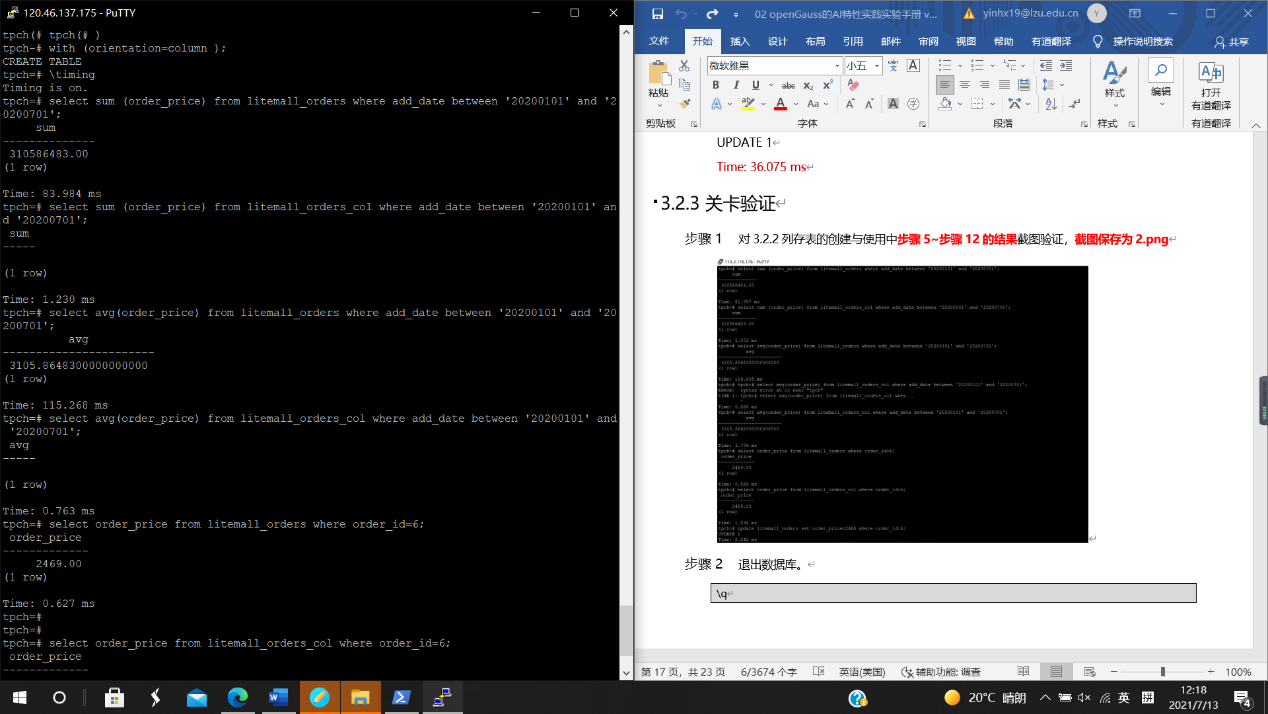 120.46.137.175 - PuTTY
tpch(# tpch(# )
tpch-# with (orientation=column );
CREATE TABLE
tpch=# \timing
Timing is on.
tpch=# select sum (order_price) from litemall_orders where add_date between '20200101' and '2
0200701';
sum
--------------
310586483.00
(1 row)
Time: 83.984 ms
tpch=# select sum (order_price) from litemall_orders_col where add_date between '20200101' an
d '20200701';
sum
-----
(1 row)
Time: 1.230 ms
tpch=# select avg(order_price) from litemall_orders where add_date between '20200101' and '20
200701';
avg
-----------------------
3105.8648300000000000
(1 row)
Time: 115.268 ms
tpch=# select avg(order_price) from litemall_orders_col where add_date between '20200101' and
'20200701';
avg
-----
(1 row)
Time: 0.763 ms
tpch=# select order_price from litemall_orders where order_id=6;
order_price
-------------
2469.00
(1 row)
Time: 0.627 ms
tpch=#
tpch=#
tpch=# select order_price from litemall_orders_col where order_id=6;
order_price
-------------
02 openGauss的AI特性实践实验手册 v... yinhx19@lzu.edu.cn Y
文件 开始 插入 设计 布局 引用 邮件 审阅 视图 帮助 有道翻译 操作说明搜索 共享
微软雅黑 小五
粘贴 样式 编辑 打开
有道翻译
剪贴板 字体 段落 样式 有道翻译
UPDATE 1
Time: 36.075 ms
3.2.3 关卡验证
步骤 1 对 3.2.2 列存表的创建与使用中步骤 5~步骤 12 的结果截图验证，截图保存为 2.png
步骤 2 退出数据库。
\q
第 17 页，共 23 页 6/3674 个字 英语(美国) 辅助功能: 调查 100%
20°C 晴朗 英 12:18
2021/7/13 4